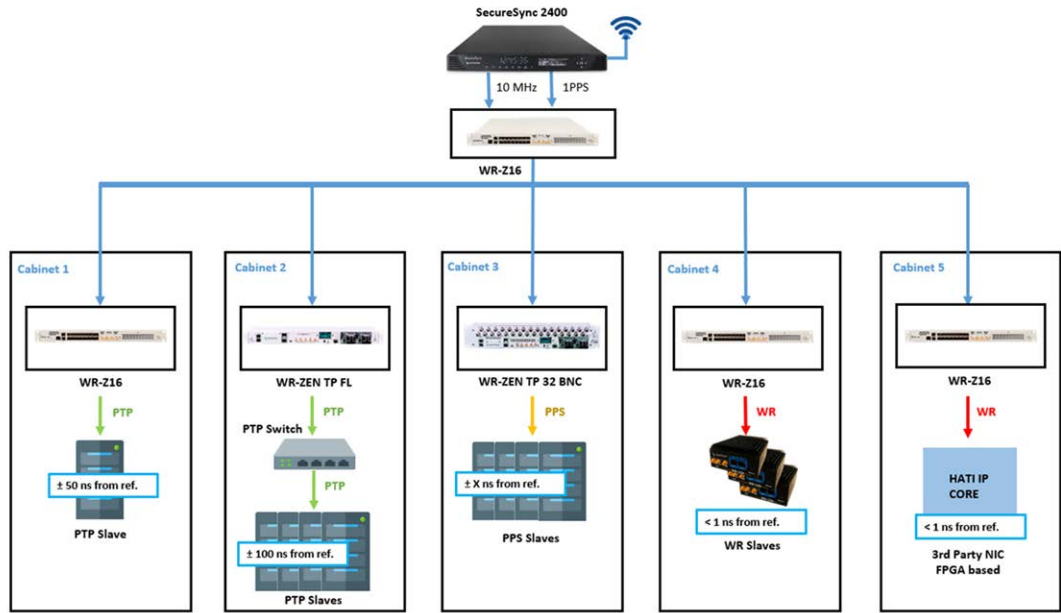 SecureSync 2400
10 MHz
1PPS
WR-Z16
Cabinet 1
Cabinet 2
Cabinet 3
Cabinet 4
Cabinet 5
WR-Z16
WR-ZEN TP FL
WR-ZEN TP 32 BNC
WR-Z16
WR-Z16
PTP
PTP
PPS
WR
WR
PTP Switch
PTP
± 50 ns from ref.
PTP Slave
± 100 ns from ref.
PTP Slaves
± X ns from ref.
PPS Slaves
< 1 ns from ref.
WR Slaves
HATI IP
CORE
< 1 ns from ref.
3rd Party NIC
FPGA based